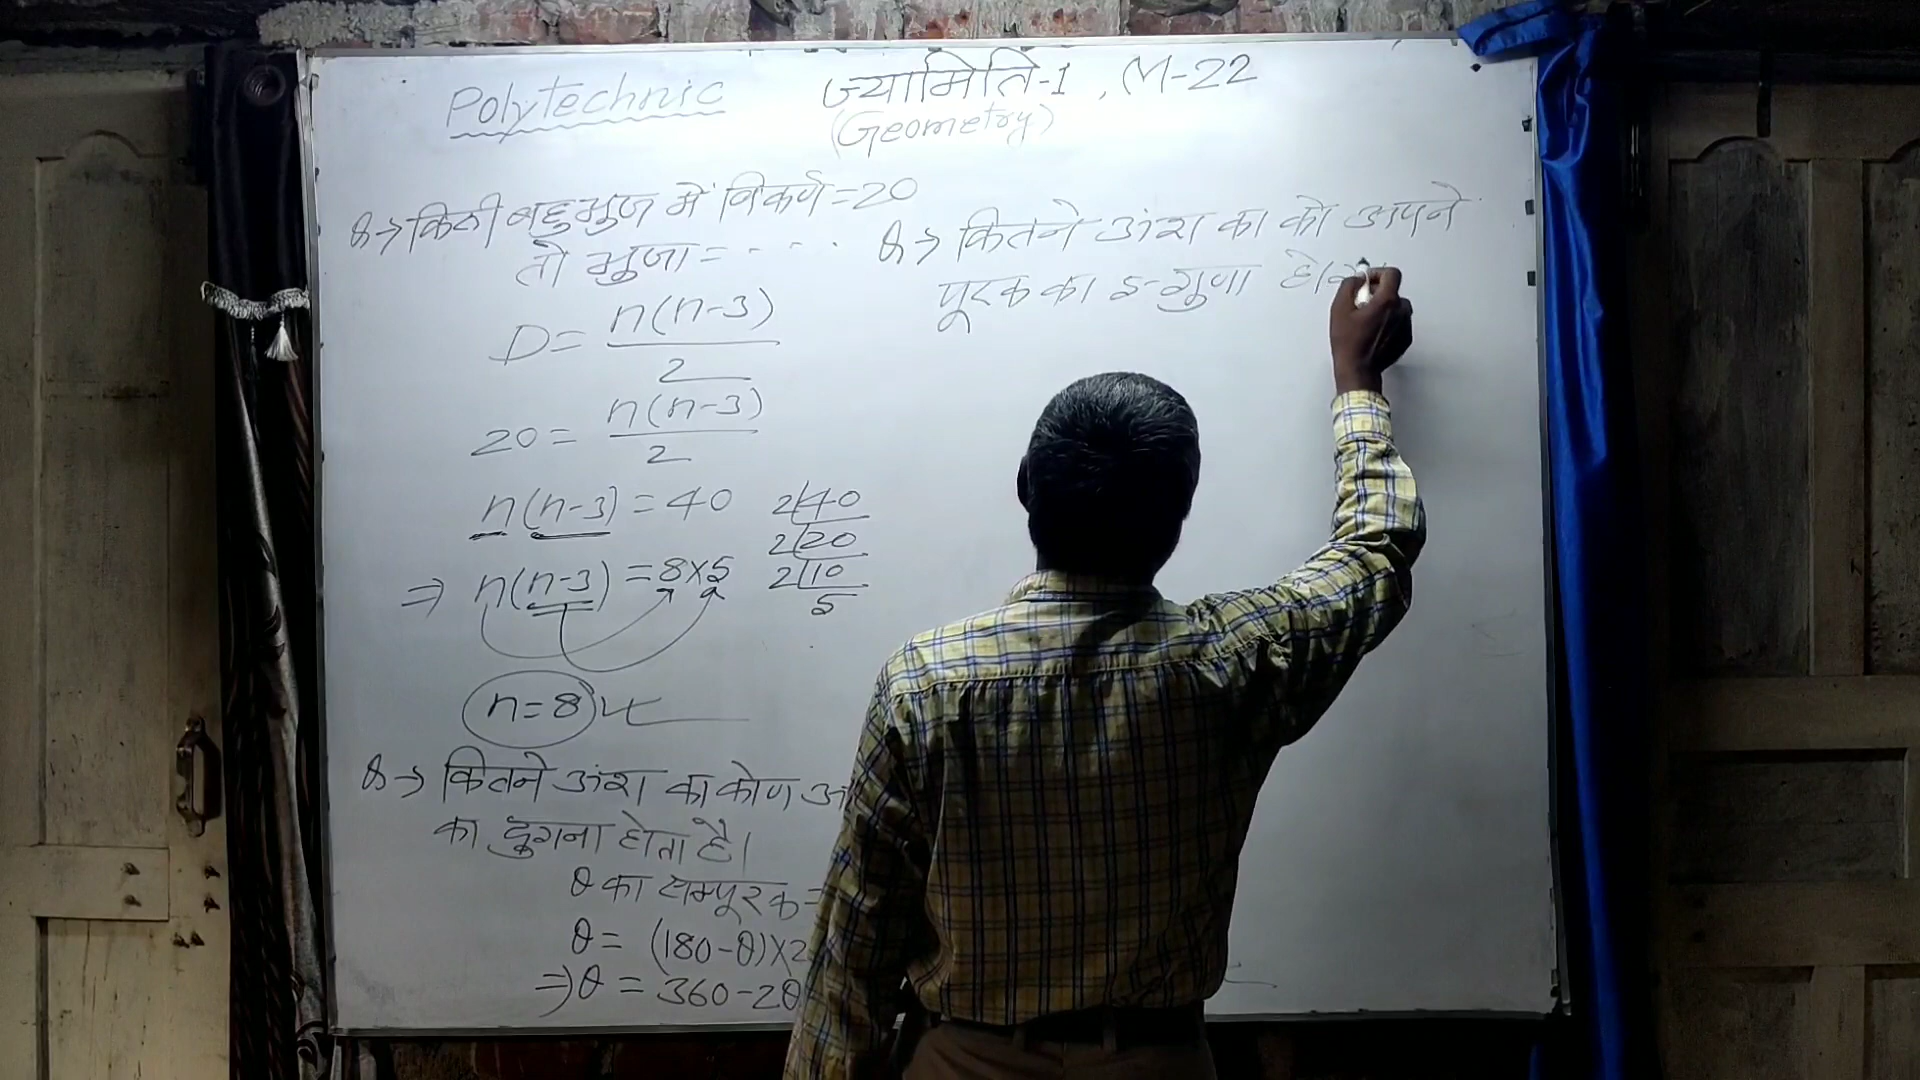 Polytechnic
ज्यामिति-1, M-22
(Geometry)
Q→ किसी बहुभुज में विकर्ण=20
तो भुजा= - - - .
D= n(n-3)
2
20= n(n-3)
2
n(n-3) = 40
⇒ n(n-3) = 8×5
2 40
2 20
2 10
5
n=8
Q→ कितने अंश का कोण
का दुगना होता है।
θ का सम्पूरक =
θ= (180-θ)×2
⇒θ = 360-2θ
Q→ कितने अंश का को अपने
पूरक का 5-गुणा